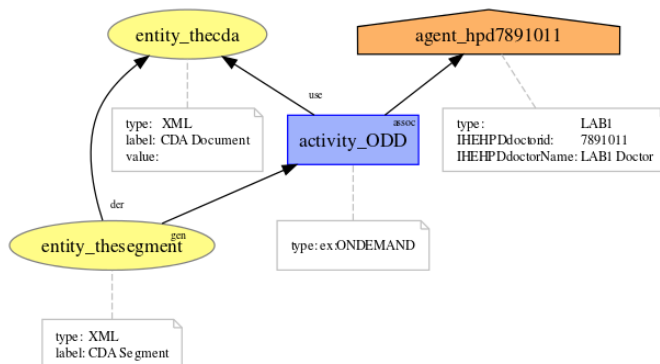 entity_thecda
agent_hpd7891011
use
type: XML
label: CDA Document
value:
assoc
activity_ODD
type: LAB1
IHEHPDdoctorid: 7891011
IHEHPDdoctorName: LAB1 Doctor
der
gen
entity_thesegment
type: ex:ONDEMAND
type: XML
label: CDA Segment